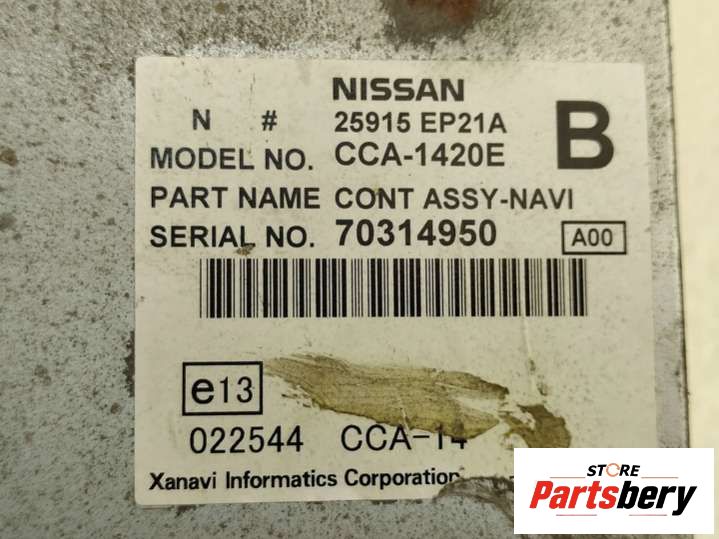 NISSAN
N # 25915 EP21A
B
MODEL NO. CCA-1420E
PART NAME CONT ASSY-NAVI
SERIAL NO. 70314950 A00
e13
022544 CCA-14
Xanavi Informatics Corporation
STORE
Partsbery